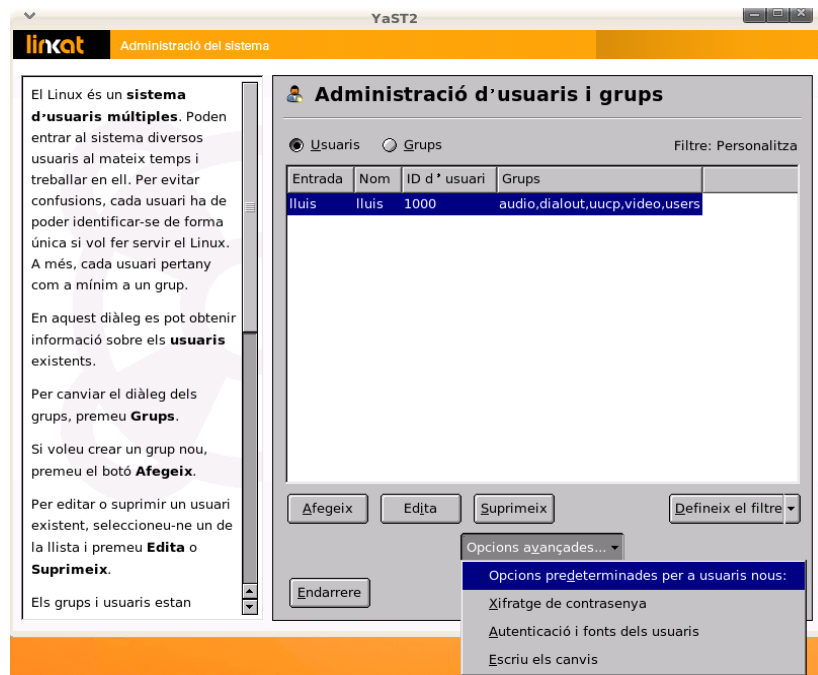 YaST2
linkat Administració del sistema
El Linux és un sistema
d'usuaris múltiples. Poden
entrar al sistema diversos
usuaris al mateix temps i
treballar en ell. Per evitar
confusions, cada usuari ha de
poder identificar-se de forma
única si vol fer servir el Linux.
A més, cada usuari pertany
com a mínim a un grup.
En aquest diàleg es pot obtenir
informació sobre els usuaris
existents.
Per canviar el diàleg dels
grups, premeu Grups.
Si voleu crear un grup nou,
premeu el botó Afegeix.
Per editar o suprimir un usuari
existent, seleccioneu-ne un de
la llista i premeu Edita o
Suprimeix.
Els grups i usuaris estan
Administració d'usuaris i grups
Usuaris Grups Filtre: Personalitza
Entrada Nom ID d'usuari Grups
lluis lluis 1000 audio,dialout,uucp,video,users
Afegeix Edita Suprimeix Defineix el filtre
Opcions avançades...
Opcions predeterminades per a usuaris nous:
Endarrere
Xifratge de contrasenya
Autenticació i fonts dels usuaris
Escriu els canvis